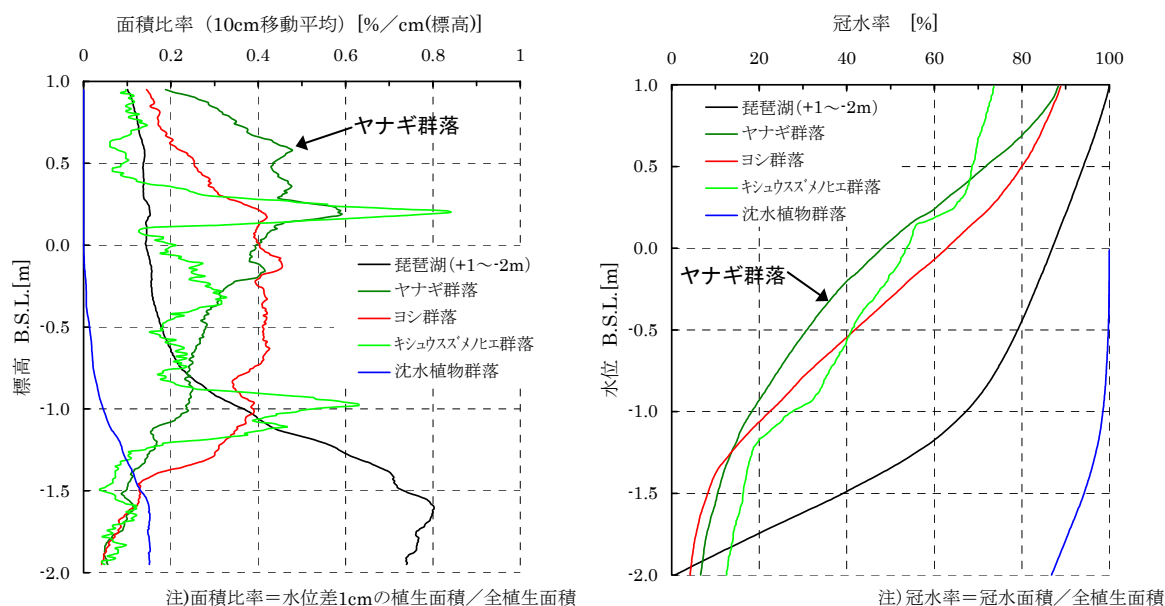 面積比率（10cm移動平均）[%／cm(標高)]
0 0.2 0.4 0.6 0.8 1
1.0
0.5
0.0
-0.5
-1.0
-1.5
-2.0
標高 B.S.L.[m]
ヤナギ群落
琵琶湖(+1～-2m)
ヤナギ群落
ヨシ群落
ｷｼｭｳｽｽﾞﾒﾉﾋｴ群落
沈水植物群落
注)面積比率＝水位差1cmの植生面積／全植生面積
冠水率 [%]
0 20 40 60 80 100
1.0
0.5
0.0
-0.5
-1.0
-1.5
-2.0
水位 B.S.L.[m]
琵琶湖(+1～-2m)
ヤナギ群落
ヨシ群落
ｷｼｭｳｽｽﾞﾒﾉﾋｴ群落
沈水植物群落
ヤナギ群落
注)冠水率＝冠水面積／全植生面積